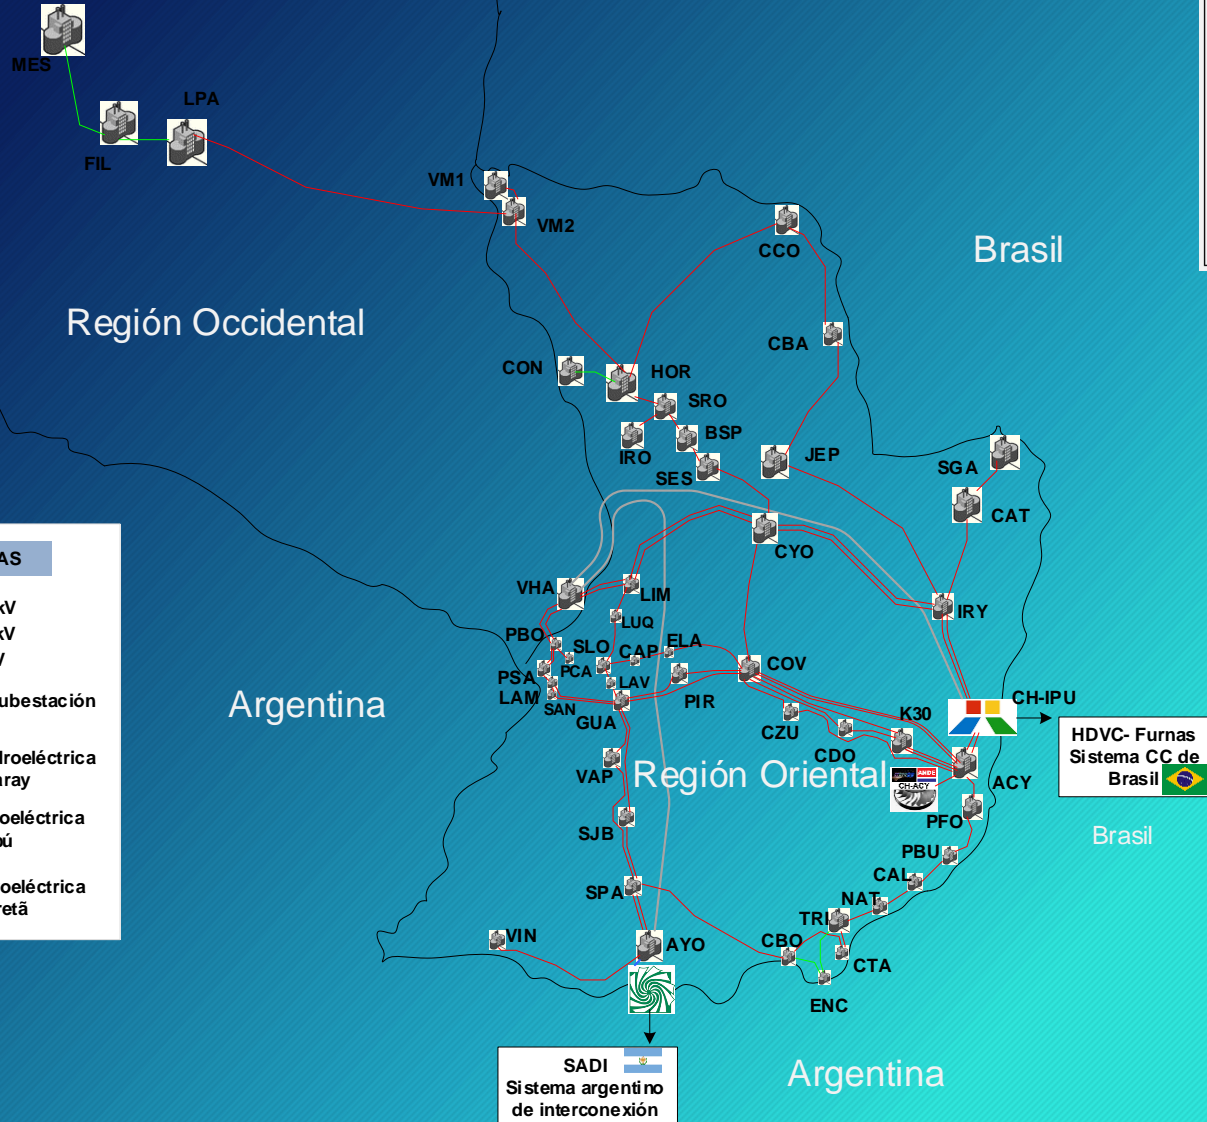 MES
LPA
FIL
VM1
VM2
CCO
Brasil
Región Occidental
CBA
CON
HOR
SRO
BSP
IRO
SES
JEP
SGA
CAT
CYO
AS
kV
kV
V
ubestación
droeléctrica
aray
roeléctrica
pú
roeléctrica
retã
VHA
LIM
IRY
LUQ
PBO
SLO
CAP
ELA
PCA
COV
PSA
LAV
LAM
SAN
PIR
CH-IPU
GUA
K30
CZU
CDO
Argentina
HDVC- Furnas
Sistema CC de
Brasil
VAP
Región Oriental
ANDE
CH-ACY
ACY
PFO
SJB
Brasil
PBU
CAL
SPA
NAT
TRI
VIN
AYO
CBO
CTA
ENC
SADI
Sistema argentino
de interconexión
Argentina